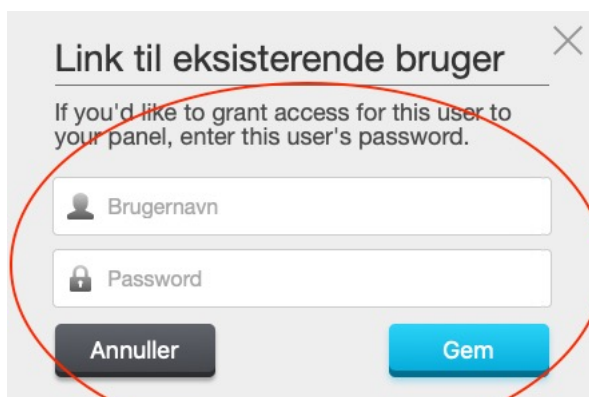 Link til eksisterende bruger
If you'd like to grant access for this user to
your panel, enter this user's password.
Brugernavn
Password
Annuller
Gem